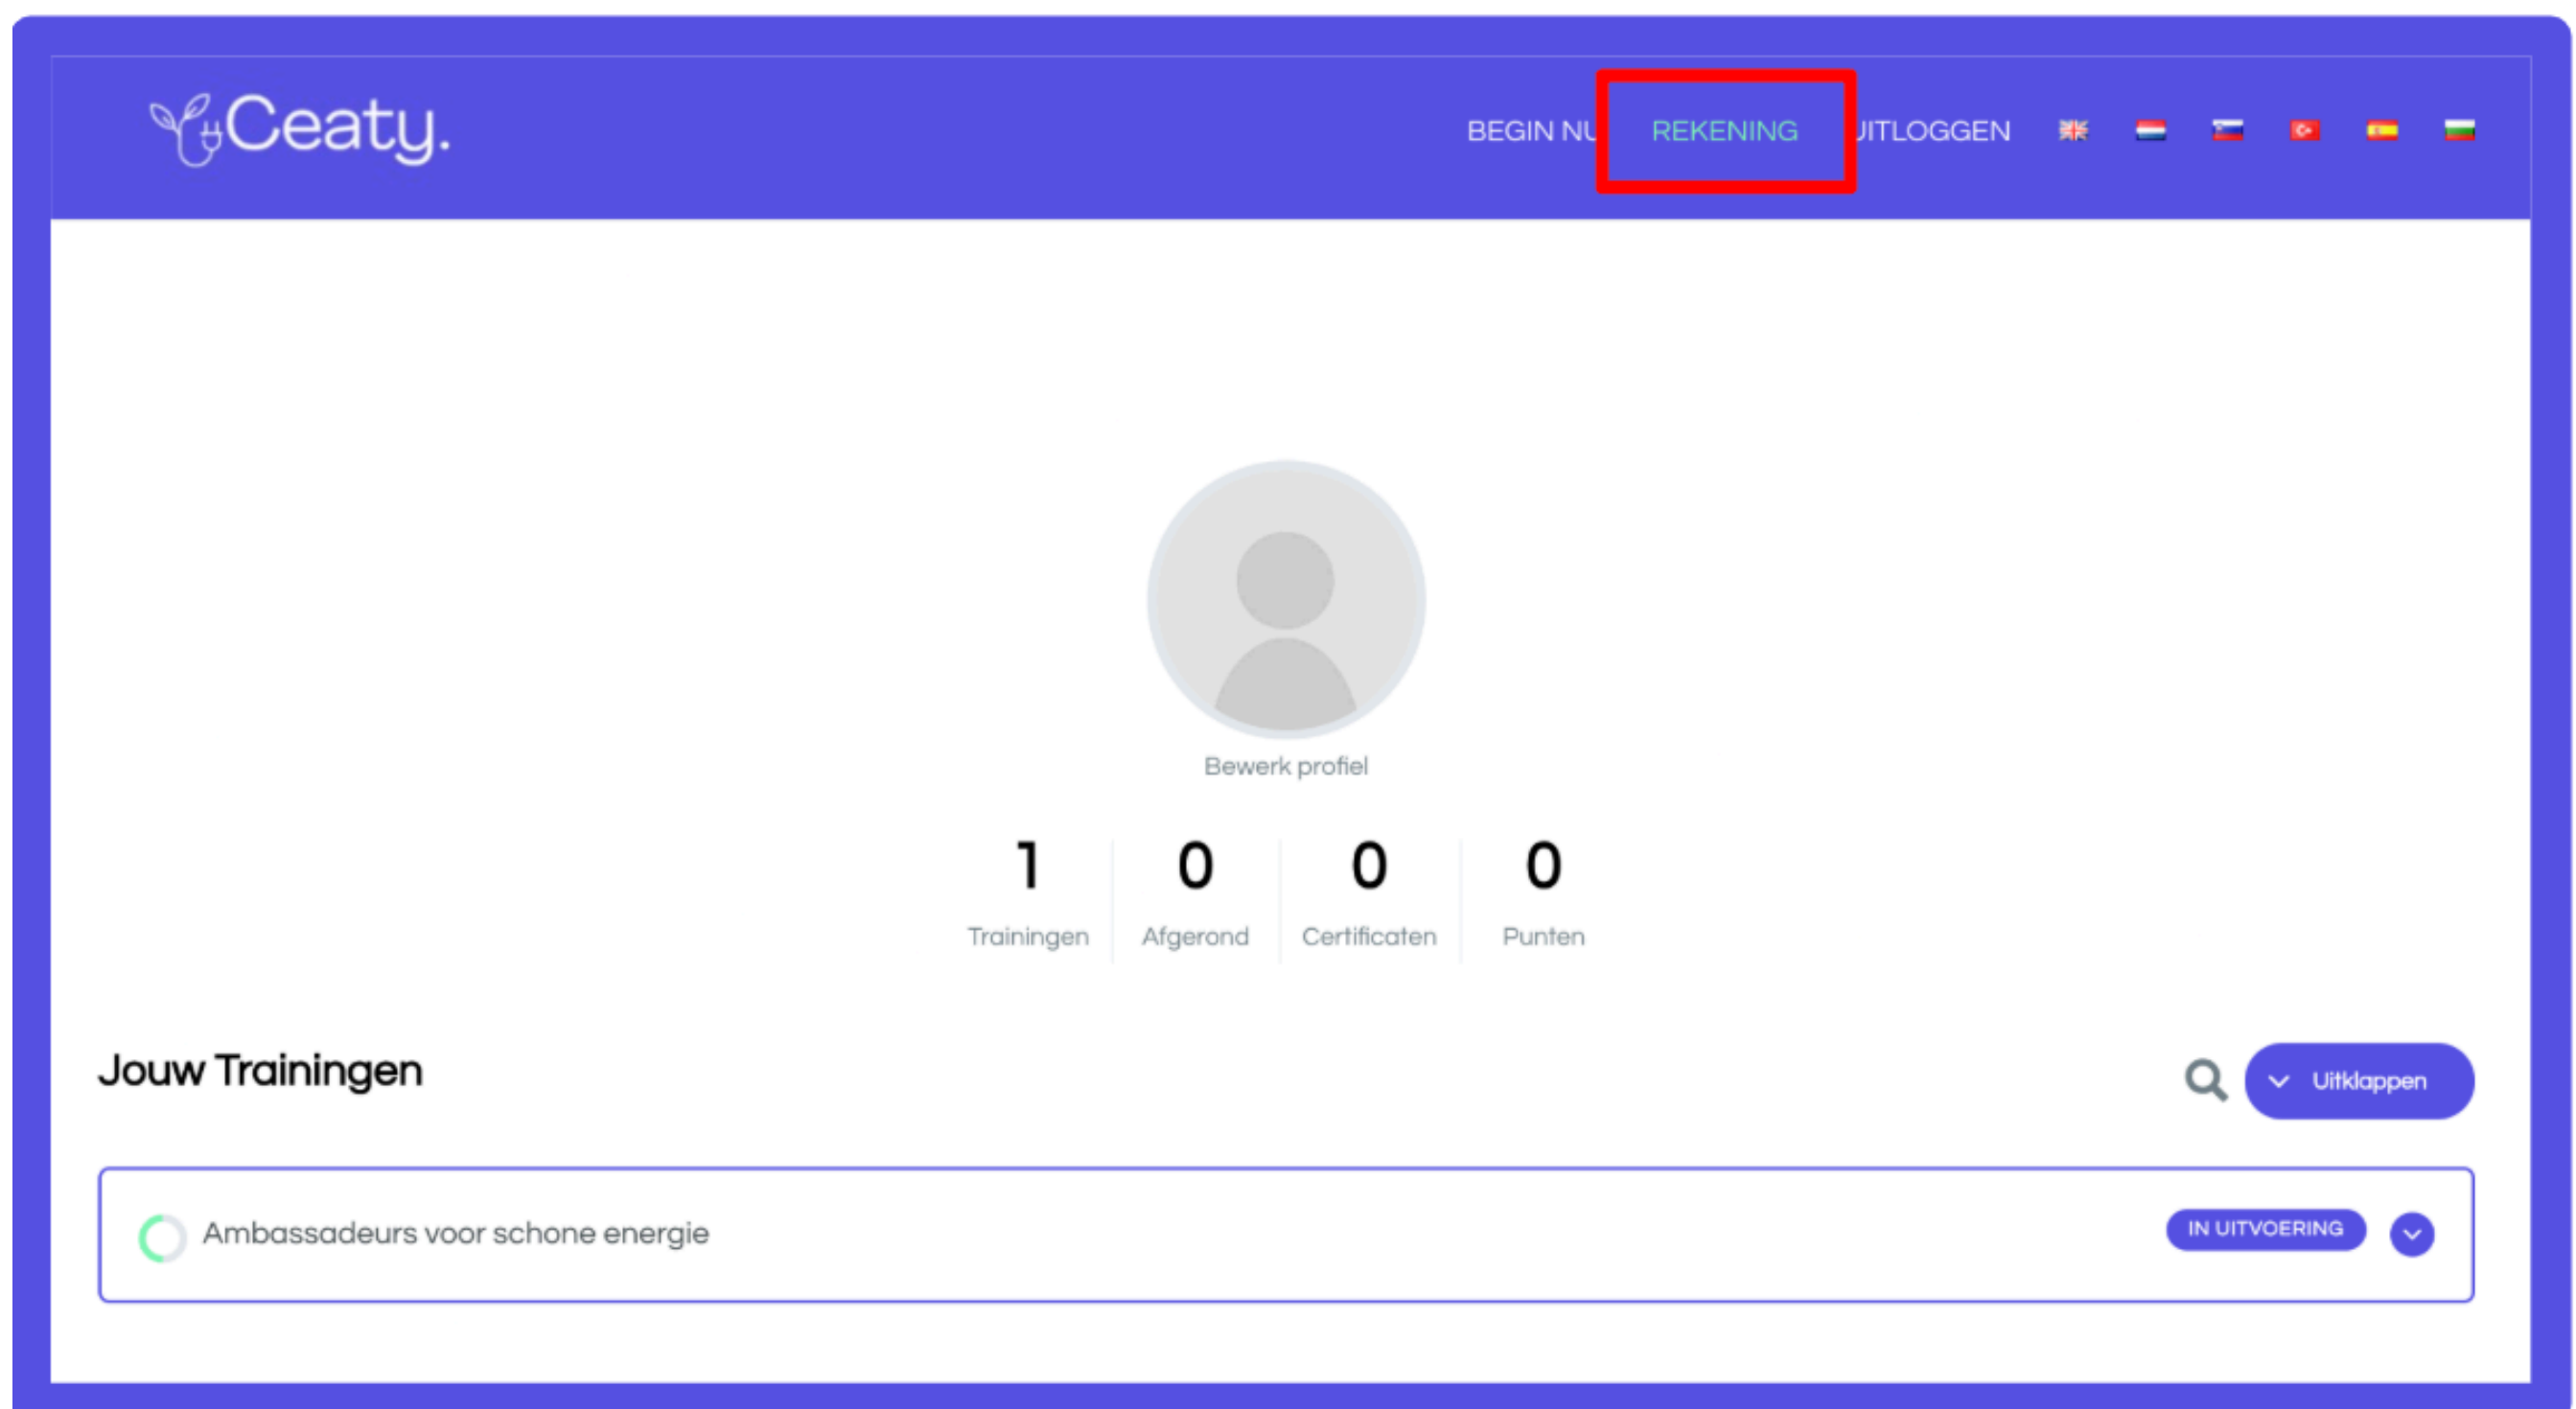 Ceaty.
BEGIN NU REKENING UITLOGGEN
Bewerk profiel
1 0 0 0
Trainingen Afgerond Certificaten Punten
Jouw Trainingen
Uitklappen
Ambassadeurs voor schone energie
IN UITVOERING